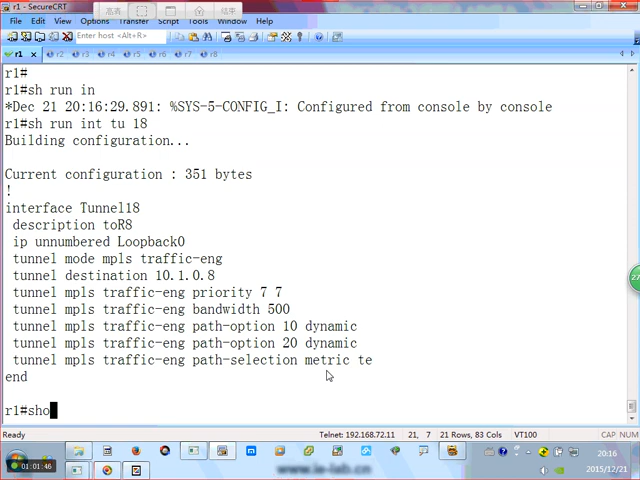 r1 - SecureCRT
File Edit View Options Transfer Script Tools Window Help
Enter host <Alt+R>
r1 r2 r3 r4 r5 r6 r7 r8
r1#
r1#sh run in
*Dec 21 20:16:29.891: %SYS-5-CONFIG_I: Configured from console by console
r1#sh run int tu 18
Building configuration...
Current configuration : 351 bytes
!
interface Tunnel18
description toR8
ip unnumbered Loopback0
tunnel mode mpls traffic-eng
tunnel destination 10.1.0.8
tunnel mpls traffic-eng priority 7 7
tunnel mpls traffic-eng bandwidth 500
tunnel mpls traffic-eng path-option 10 dynamic
tunnel mpls traffic-eng path-option 20 dynamic
tunnel mpls traffic-eng path-selection metric te
end
r1#sho
27
Ready Telnet: 192.168.72.11 21, 7 21 Rows, 83 Cols VT100 CAP NUM
01:01:46
20:16
2015/12/21
www.ie-lab.cn